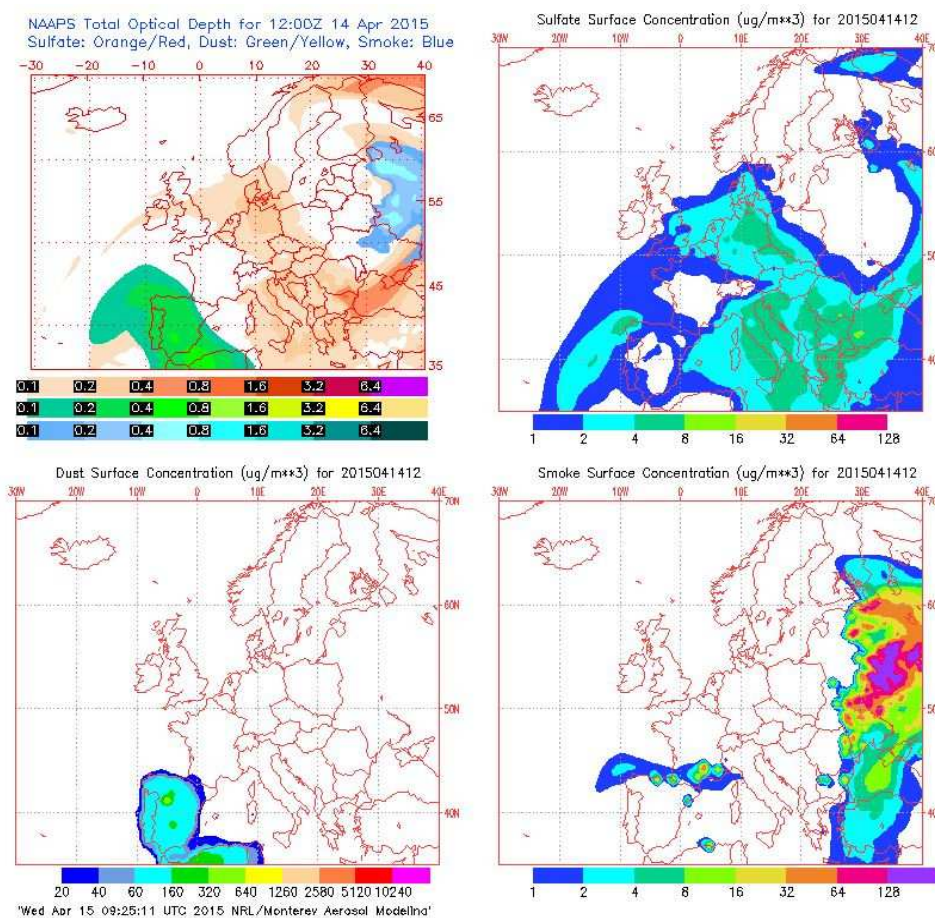 NAAPS Total Optical Depth for 12:00Z 14 Apr 2015
Sulfate: Orange/Red, Dust: Green/Yellow, Smoke: Blue
-30 -20 -10 0 10 20 30 40
65
55
45
35
0.1 0.2 0.4 0.8 1.6 3.2 6.4
0.1 0.2 0.4 0.8 1.6 3.2 6.4
0.1 0.2 0.4 0.8 1.6 3.2 6.4
Sulfate Surface Concentration (ug/m**3) for 2015041412
30W 20W 10W 0 10E 20E 30E 40E
70N
60N
50N
40N
1 2 4 8 16 32 64 128
Dust Surface Concentration (ug/m**3) for 2015041412
30W 20W 10W 0 10E 20E 30E 40E
70N
60N
50N
40N
20 40 60 160 320 640 1260 2580 5120 10240
'Wed Apr 15 09:25:11 UTC 2015 NRL/Monterey Aerosol Modeling'
Smoke Surface Concentration (ug/m**3) for 2015041412
30W 20W 10W 0 10E 20E 30E 40E
70
60N
50N
40N
1 2 4 8 16 32 64 128